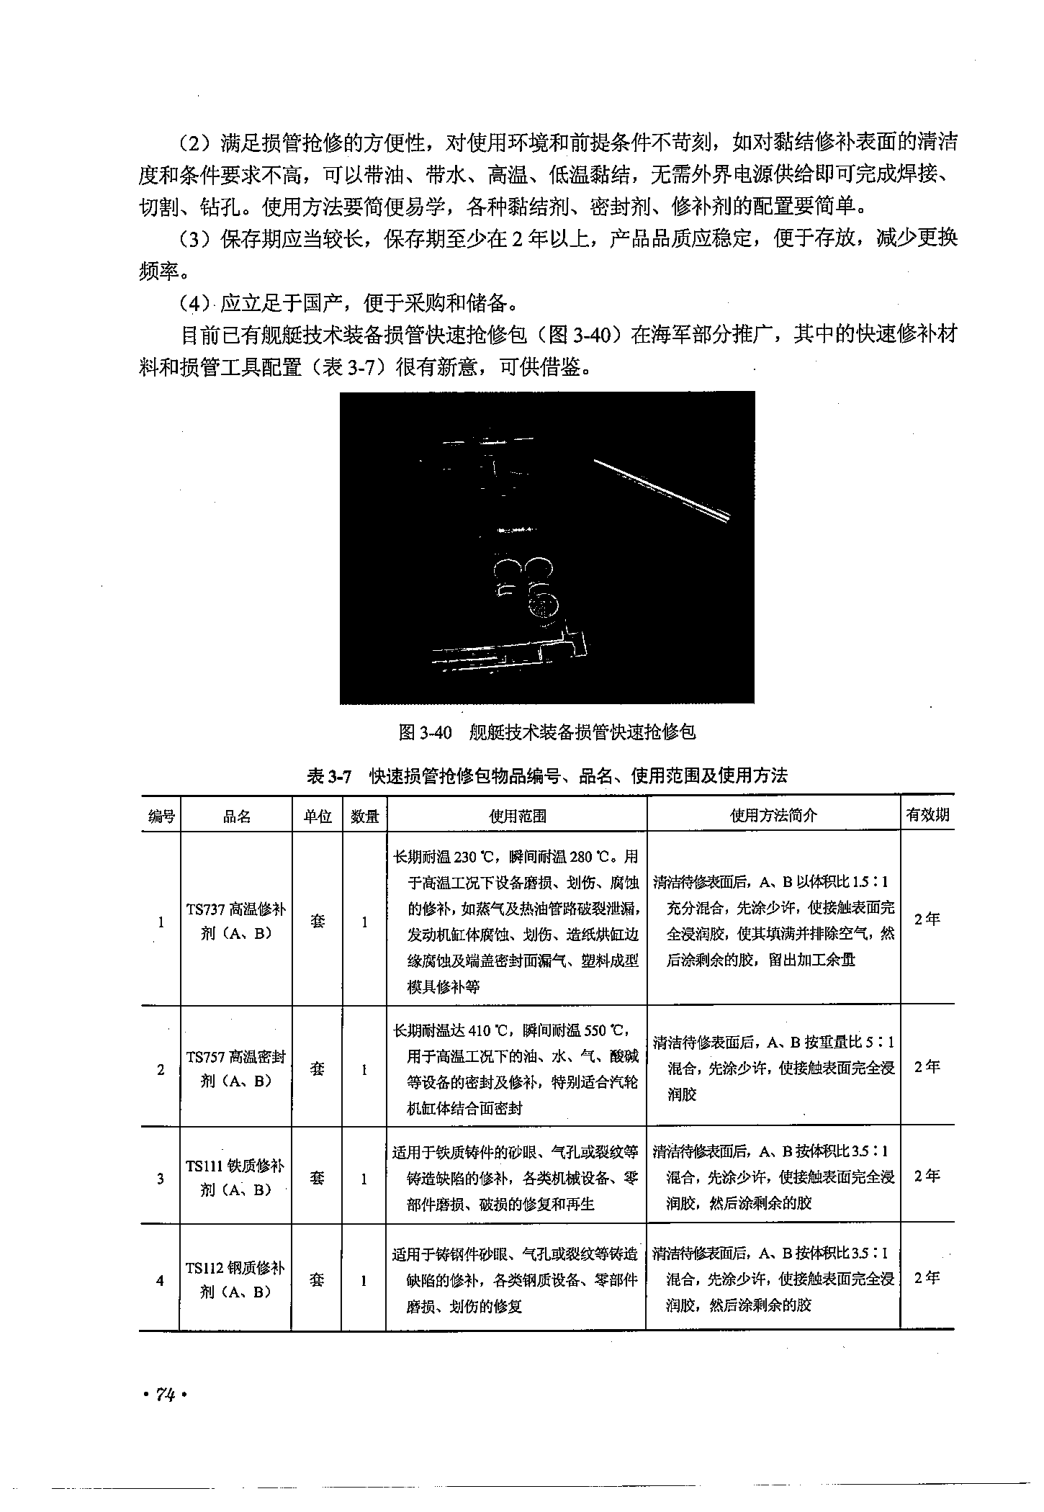 （2）满足损管抢修的方便性，对使用环境和前提条件不苛刻，如对黏结修补表面的清洁
度和条件要求不高，可以带油、带水、高温、低温黏结，无需外界电源供给即可完成焊接、
切割、钻孔。使用方法要简便易学，各种黏结剂、密封剂、修补剂的配置要简单。
（3）保存期应当较长，保存期至少在 2 年以上，产品品质应稳定，便于存放，减少更换
频率。
（4）应立足于国产，便于采购和储备。
目前已有舰艇技术装备损管快速抢修包（图 3-40）在海军部分推广，其中的快速修补材
料和损管工具配置（表 3-7）很有新意，可供借鉴。
图 3-40 舰艇技术装备损管快速抢修包
表 3-7 快速损管抢修包物品编号、品名、使用范围及使用方法
编号 品名 单位 数量 使用范围 使用方法简介 有效期
1
TS737 高温修补
剂（A、B）
套
1
长期耐温 230 ℃，瞬间耐温 280 ℃。用
于高温工况下设备磨损、划伤、腐蚀
的修补，如蒸气及热油管路破裂泄漏，
发动机缸体腐蚀、划伤、造纸烘缸边
缘腐蚀及端盖密封面漏气、塑料成型
模具修补等
清洁待修表面后，A、B 以体积比 1.5∶1
充分混合，先涂少许，使接触表面完
全浸润胶，使其填满并排除空气，然
后涂剩余的胶，留出加工余量
2 年
2
TS757 高温密封
剂（A、B）
套
1
长期耐温达 410 ℃，瞬间耐温 550 ℃，
用于高温工况下的油、水、气、酸碱
等设备的密封及修补，特别适合汽轮
机缸体结合面密封
清洁待修表面后，A、B 按重量比 5∶1
混合，先涂少许，使接触表面完全浸
润胶
2 年
3
TS111 铁质修补
剂（A、B）
套
1
适用于铁质铸件的砂眼、气孔或裂纹等
铸造缺陷的修补，各类机械设备、零
部件磨损、破损的修复和再生
清洁待修表面后，A、B 按体积比 3.5∶1
混合，先涂少许，使接触表面完全浸
润胶，然后涂剩余的胶
2 年
4
TS112 钢质修补
剂（A、B）
套
1
适用于铸钢件砂眼、气孔或裂纹等铸造
缺陷的修补，各类钢质设备、零部件
磨损、划伤的修复
清洁待修表面后，A、B 按体积比 3.5∶1
混合，先涂少许，使接触表面完全浸
润胶，然后涂剩余的胶
2 年
·74·